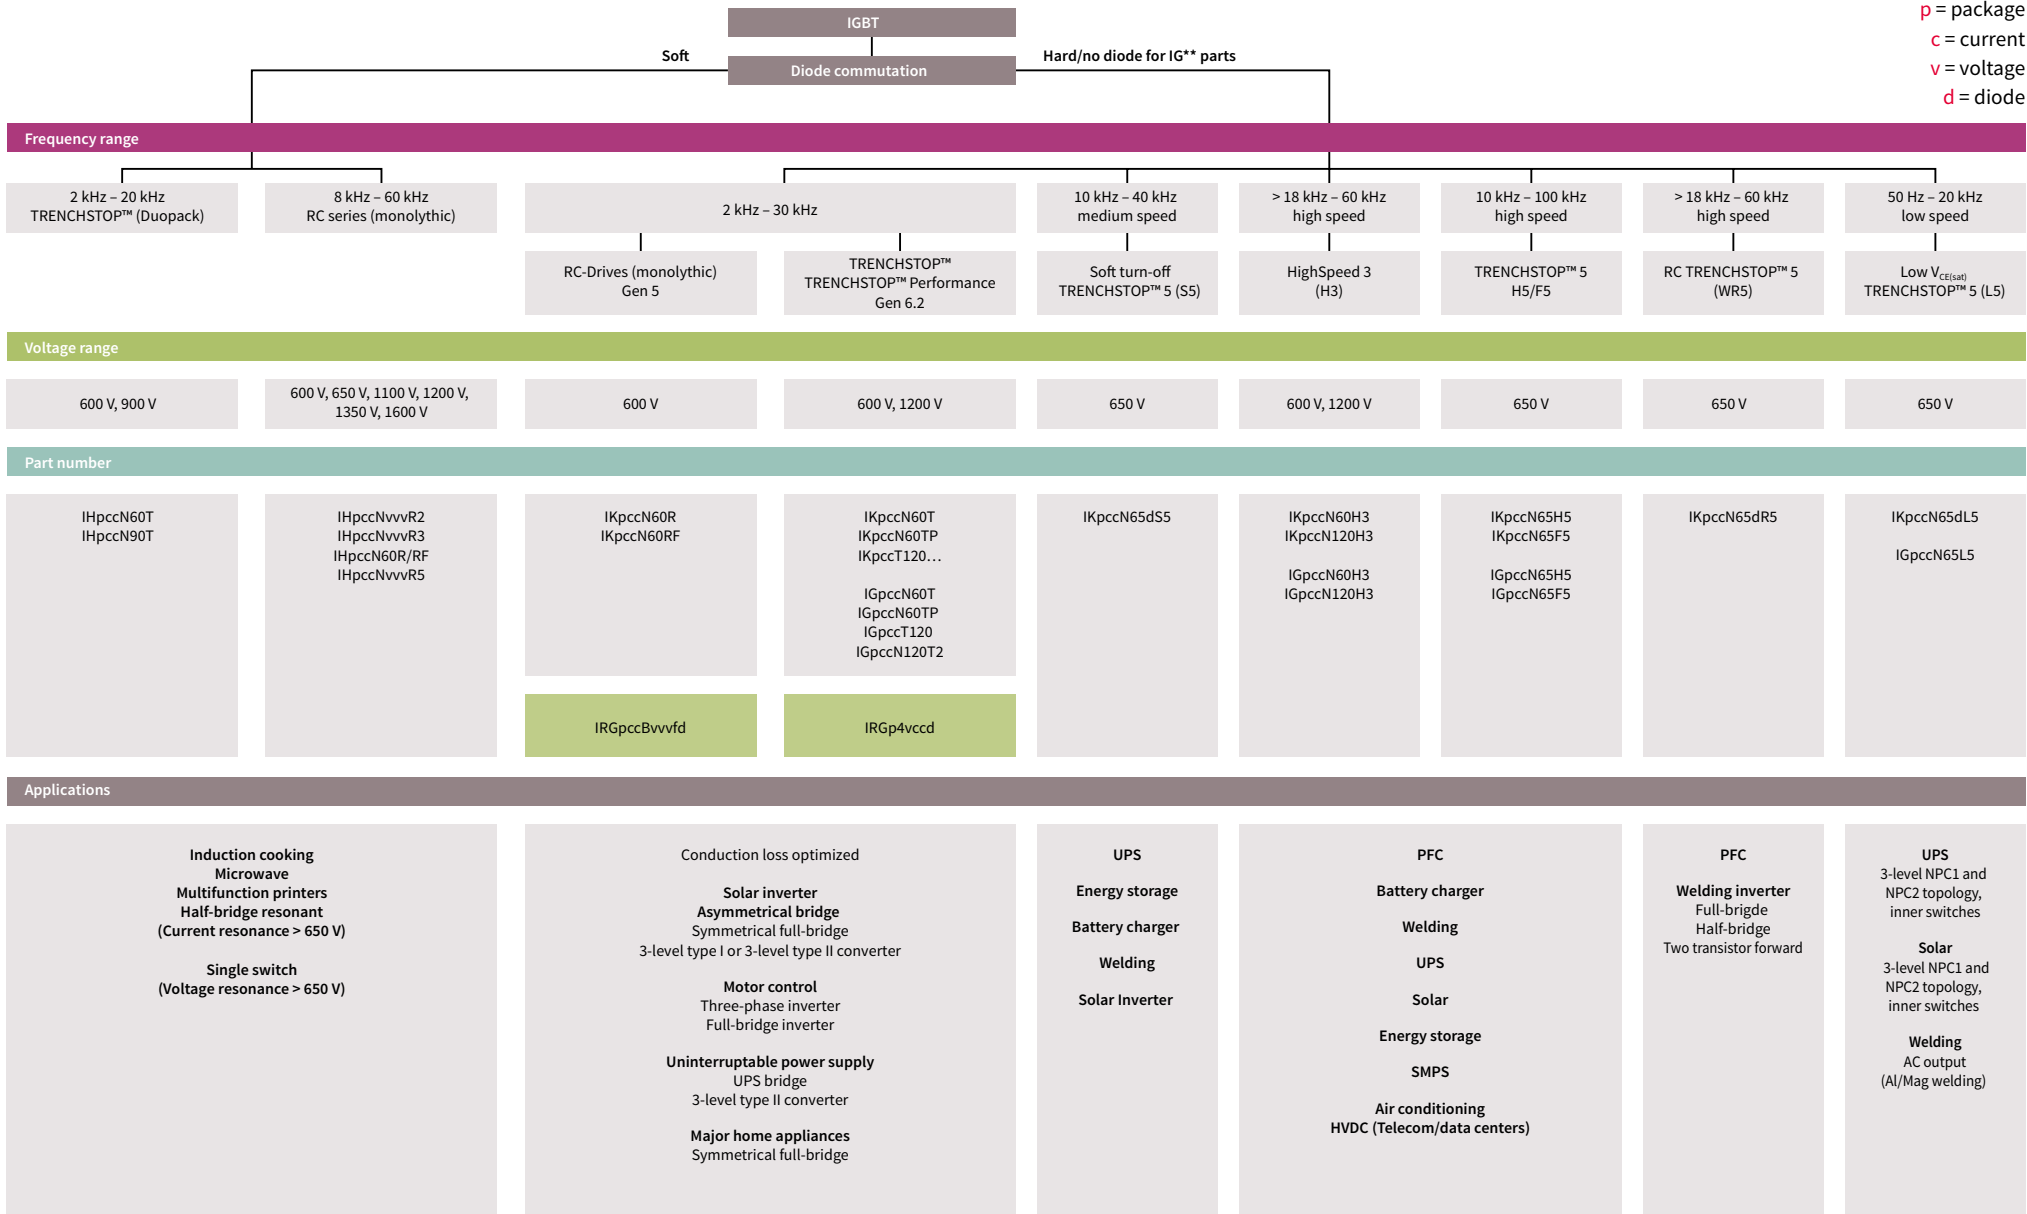 p = package
c = current
v = voltage
d = diode
IGBT
Soft
Diode commutation
Hard/no diode for IG** parts
Frequency range
2 kHz – 20 kHz
TRENCHSTOP™ (Duopack)
8 kHz – 60 kHz
RC series (monolythic)
2 kHz – 30 kHz
10 kHz – 40 kHz
medium speed
> 18 kHz – 60 kHz
high speed
10 kHz – 100 kHz
high speed
> 18 kHz – 60 kHz
high speed
50 Hz – 20 kHz
low speed
RC-Drives (monolythic)
Gen 5
TRENCHSTOP™
TRENCHSTOP™ Performance
Gen 6.2
Soft turn-off
TRENCHSTOP™ 5 (S5)
HighSpeed 3
(H3)
TRENCHSTOP™ 5
H5/F5
RC TRENCHSTOP™ 5
(WR5)
Low VCE(sat)
TRENCHSTOP™ 5 (L5)
Voltage range
600 V, 900 V
600 V, 650 V, 1100 V, 1200 V,
1350 V, 1600 V
600 V
600 V, 1200 V
650 V
600 V, 1200 V
650 V
650 V
650 V
Part number
IHpccN60T
IHpccN90T
IHpccNvvvR2
IHpccNvvvR3
IHpccN60R/RF
IHpccNvvvR5
IKpccN60R
IKpccN60RF
IRGpccBvvvfd
IKpccN60T
IKpccN60TP
IKpccT120…
IGpccN60T
IGpccN60TP
IGpccT120
IGpccN120T2
IRGp4vccd
IKpccN65dS5
IKpccN60H3
IKpccN120H3
IGpccN60H3
IGpccN120H3
IKpccN65H5
IKpccN65F5
IGpccN65H5
IGpccN65F5
IKpccN65dR5
IKpccN65dL5
IGpccN65L5
Applications
Induction cooking
Microwave
Multifunction printers
Half-bridge resonant
(Current resonance > 650 V)
Single switch
(Voltage resonance > 650 V)
Conduction loss optimized
Solar inverter
Asymmetrical bridge
Symmetrical full-bridge
3-level type I or 3-level type II converter
Motor control
Three-phase inverter
Full-bridge inverter
Uninterruptable power supply
UPS bridge
3-level type II converter
Major home appliances
Symmetrical full-bridge
UPS
Energy storage
Battery charger
Welding
Solar Inverter
PFC
Battery charger
Welding
UPS
Solar
Energy storage
SMPS
Air conditioning
HVDC (Telecom/data centers)
PFC
Welding inverter
Full-brigde
Half-bridge
Two transistor forward
UPS
3-level NPC1 and
NPC2 topology,
inner switches
Solar
3-level NPC1 and
NPC2 topology,
inner switches
Welding
AC output
(Al/Mag welding)